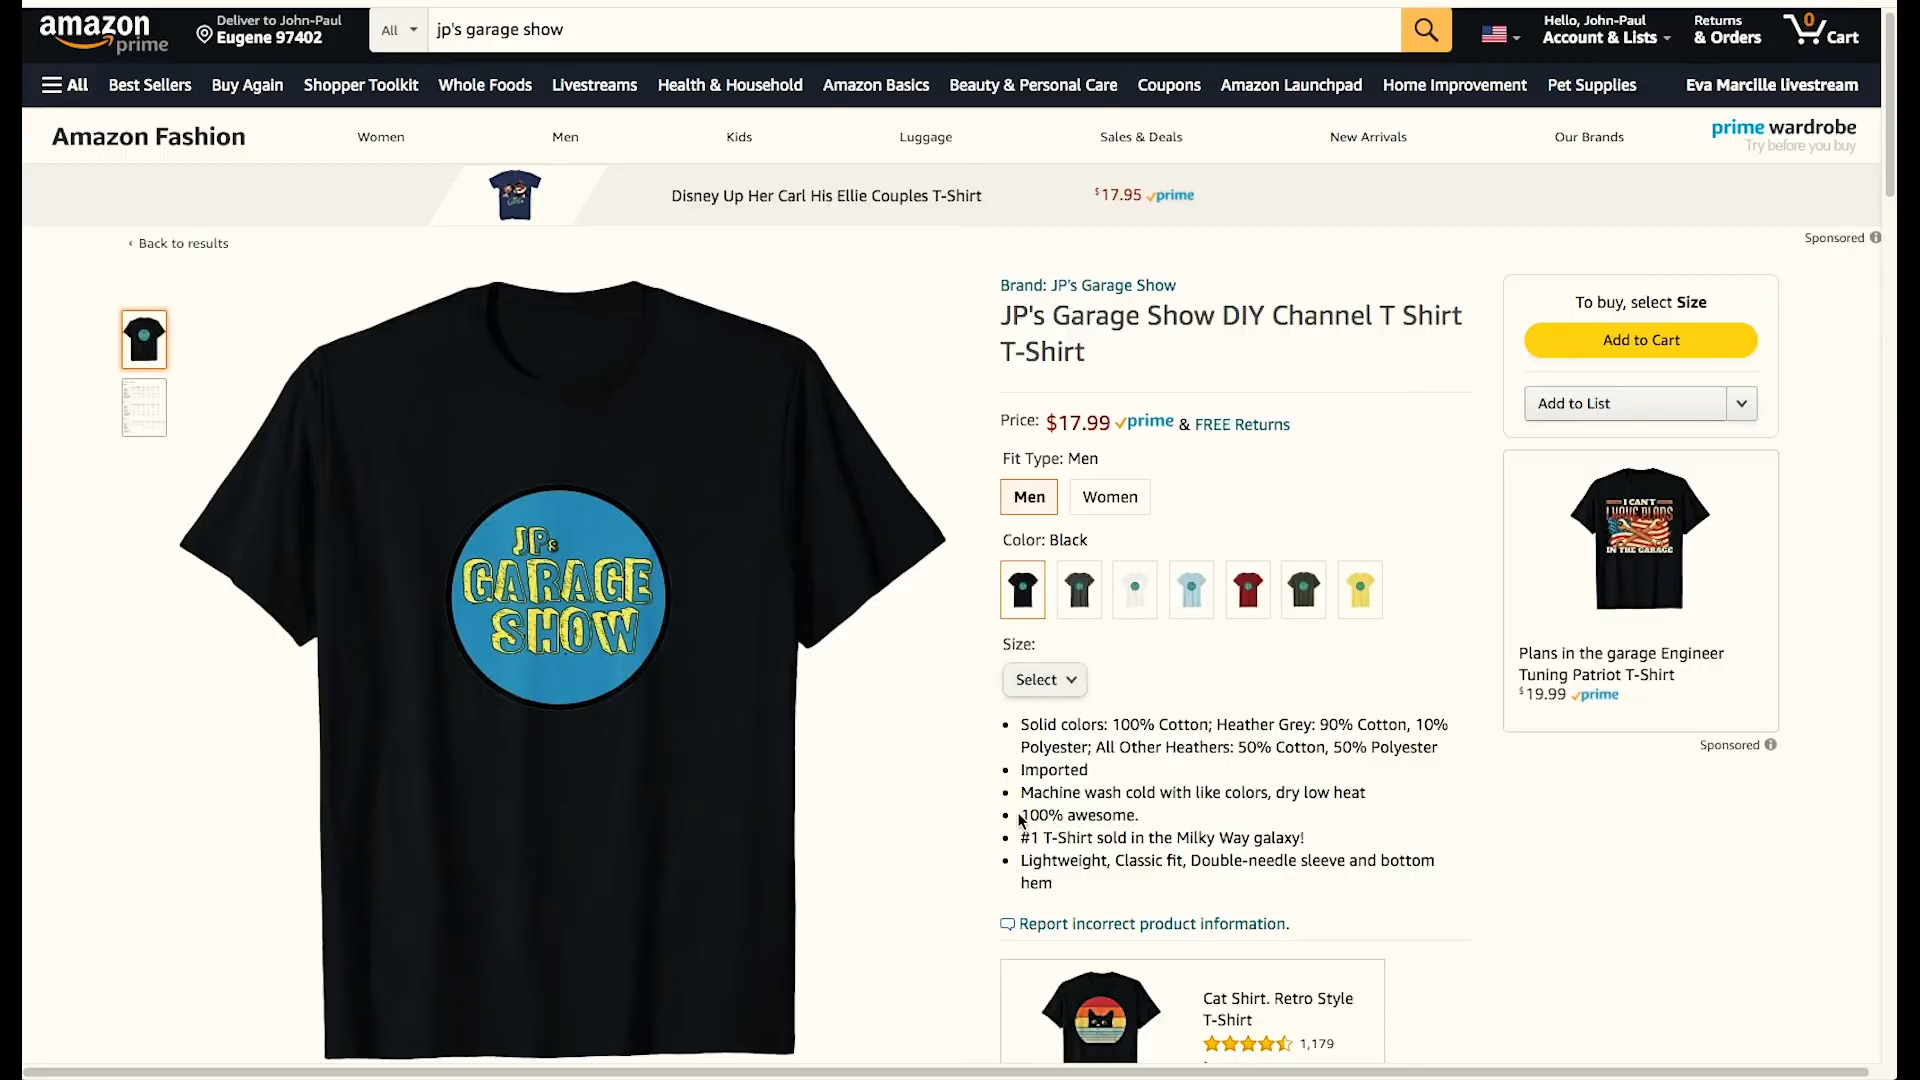 amazon
prime
Deliver to John-Paul
Eugene 97402
All
jp's garage show
Hello, John-Paul
Account & Lists
Returns
& Orders
0
Cart
All
Best Sellers
Buy Again
Shopper Toolkit
Whole Foods
Livestreams
Health & Household
Amazon Basics
Beauty & Personal Care
Coupons
Amazon Launchpad
Home Improvement
Pet Supplies
Eva Marcille livestream
Amazon Fashion
Women
Men
Kids
Luggage
Sales & Deals
New Arrivals
Our Brands
prime wardrobe
Try before you buy
Disney Up Her Carl His Ellie Couples T-Shirt
$17.95 prime
‹ Back to results
Sponsored
JPs
GARAGE
SHOW
Brand: JP's Garage Show
JP's Garage Show DIY Channel T Shirt
T-Shirt
Price: $17.99 prime & FREE Returns
Fit Type: Men
Men
Women
Color: Black
Size:
Select
• Solid colors: 100% Cotton; Heather Grey: 90% Cotton, 10%
Polyester; All Other Heathers: 50% Cotton, 50% Polyester
• Imported
• Machine wash cold with like colors, dry low heat
• 100% awesome.
• #1 T-Shirt sold in the Milky Way galaxy!
• Lightweight, Classic fit, Double-needle sleeve and bottom
hem
Report incorrect product information.
Cat Shirt. Retro Style
T-Shirt
1,179
To buy, select Size
Add to Cart
Add to List
I CAN'T
I HAVE PLANS
IN THE GARAGE
Plans in the garage Engineer
Tuning Patriot T-Shirt
$19.99 prime
Sponsored